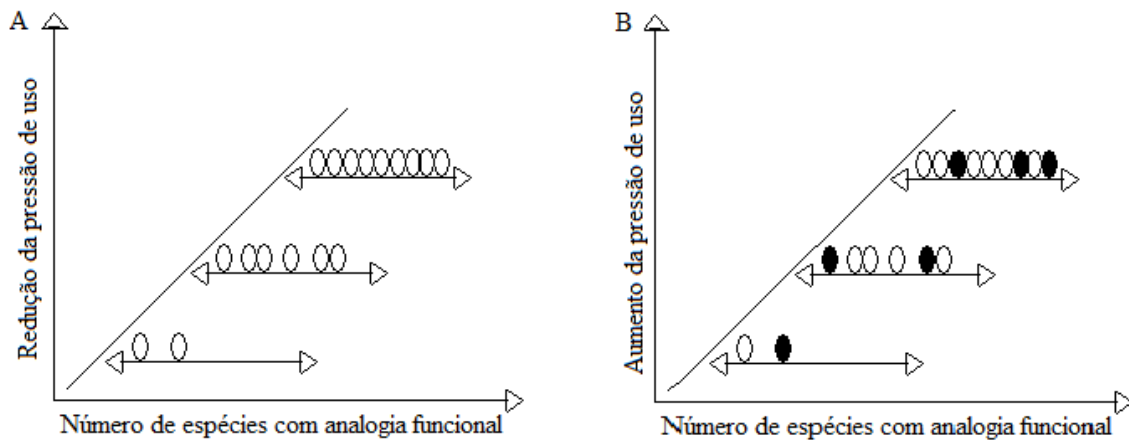 A
Redução da pressão de uso
Número de espécies com analogia funcional
B
Aumento da pressão de uso
Número de espécies com analogia funcional